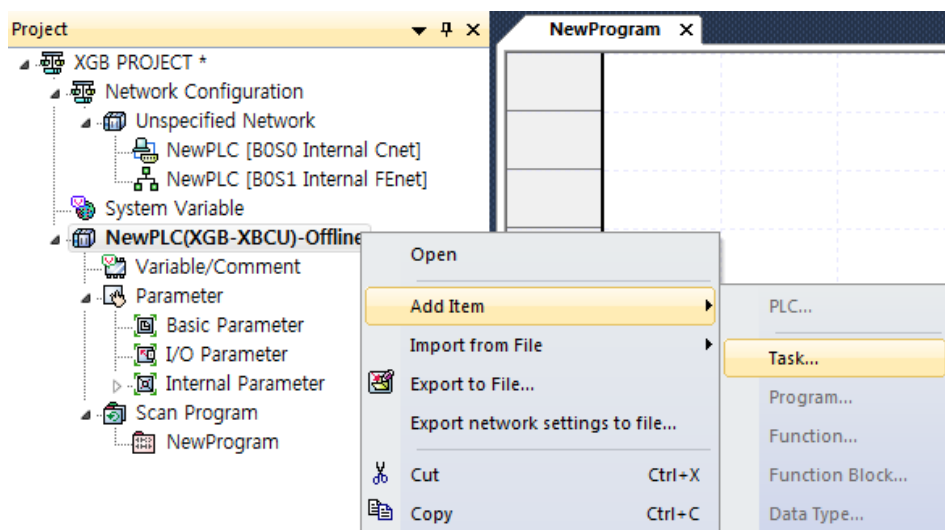 Project
NewProgram
XGB PROJECT *
Network Configuration
Unspecified Network
NewPLC [B0S0 Internal Cnet]
NewPLC [B0S1 Internal FEnet]
System Variable
NewPLC(XGB-XBCU)-Offline
Variable/Comment
Parameter
Basic Parameter
I/O Parameter
Internal Parameter
Scan Program
NewProgram
Open
Add Item
Import from File
Export to File...
Export network settings to file...
Cut Ctrl+X
Copy Ctrl+C
PLC...
Task...
Program...
Function...
Function Block...
Data Type...